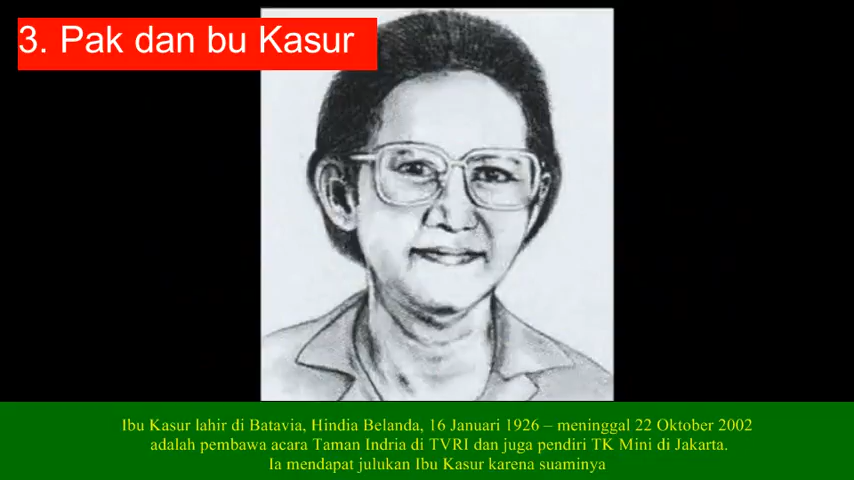 3. Pak dan bu Kasur
Ibu Kasur lahir di Batavia, Hindia Belanda, 16 Januari 1926 – meninggal 22 Oktober 2002
adalah pembawa acara Taman Indria di TVRI dan juga pendiri TK Mini di Jakarta.
Ia mendapat julukan Ibu Kasur karena suaminya